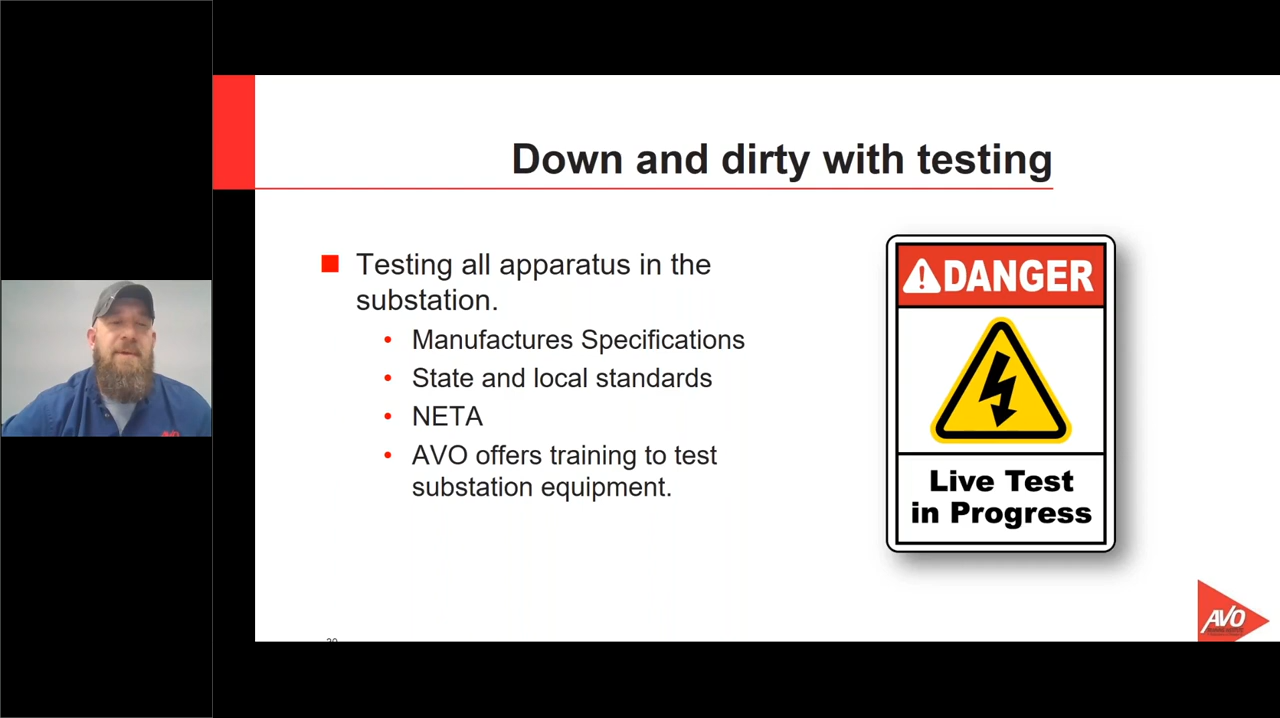 Down and dirty with testing
Testing all apparatus in the
substation.
Manufactures Specifications
State and local standards
NETA
AVO offers training to test
substation equipment.
DANGER
Live Test
in Progress
AVO
AVO